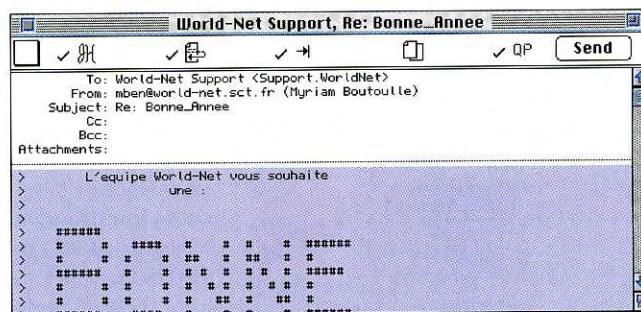 World-Net Support, Re: Bonne_Annee
QP Send
To: World-Net Support <Support.WorldNet>
From: mben@world-net.sct.fr (Myriam Boutoulle)
Subject: Re: Bonne_Annee
Cc:
Bcc:
Attachments:
> L'equipe World-Net vous souhaite
> une :
>
>
> ######
> # # #### # # # # ######
> # # # # ## # ## # #
> ###### # # # # # # # # #####
> # # # # # # # # # # #
> # # # # # ## # ## #
> ###### #### # # # # ######